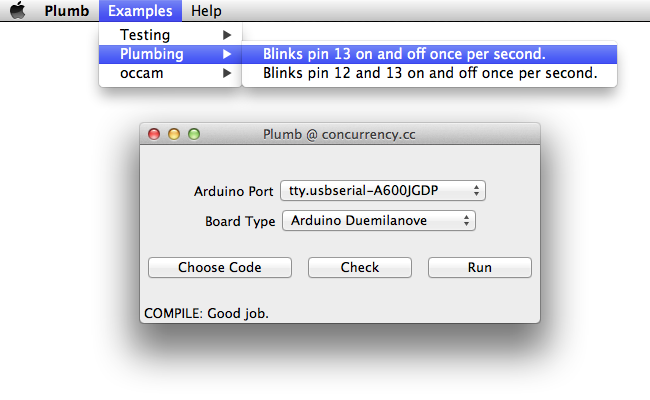 Plumb Examples Help
Testing
Plumbing Blinks pin 13 on and off once per second.
occam Blinks pin 12 and 13 on and off once per second.
Plumb @ concurrency.cc
Arduino Port tty.usbserial-A600JGDP
Board Type Arduino Duemilanove
Choose Code Check Run
COMPILE: Good job.